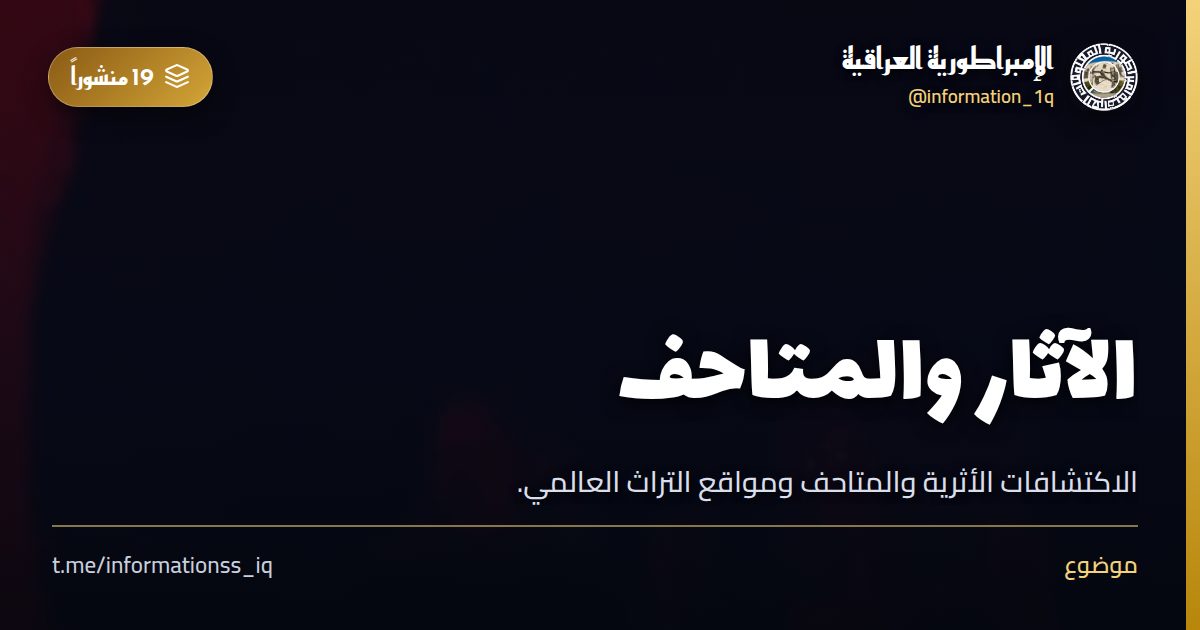 الإمبراطورية العراقية
@information_1q
19 منشوراً
الآثار والمتاحف
الاكتشافات الأثرية والمتاحف ومواقع التراث العالمي.
موضوع
t.me/informationss_iq